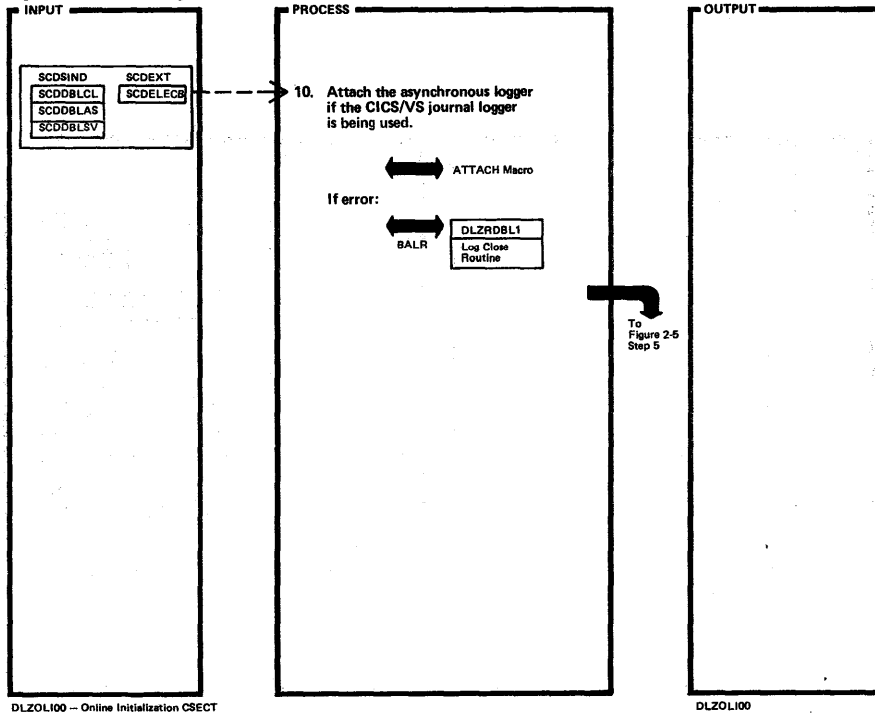 INPUT
PROCESS
OUTPUT
SCDSIND SCDEXT
SCDDBLCL SCDELECB
SCDDBLAS
SCDDBLSV
10. Attach the asynchronous logger
if the CICS/VS journal logger
is being used.
ATTACH Macro
If error:
BALR
DLZRDBL1
Log Close
Routine
To
Figure 2-5
Step 5
DLZOLI00 — Online Initialization CSECT
DLZOLI00